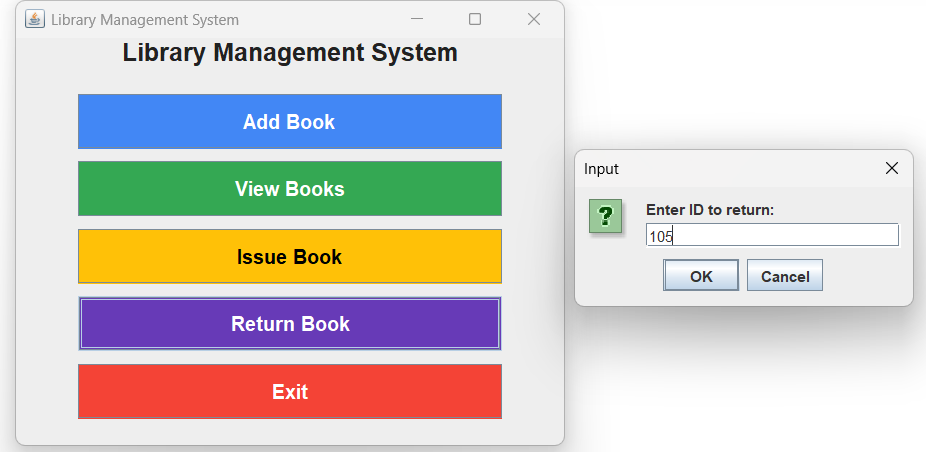 Library Management System
Library Management System
Add Book
View Books
Issue Book
Return Book
Exit
Input
?
Enter ID to return:
105
OK Cancel